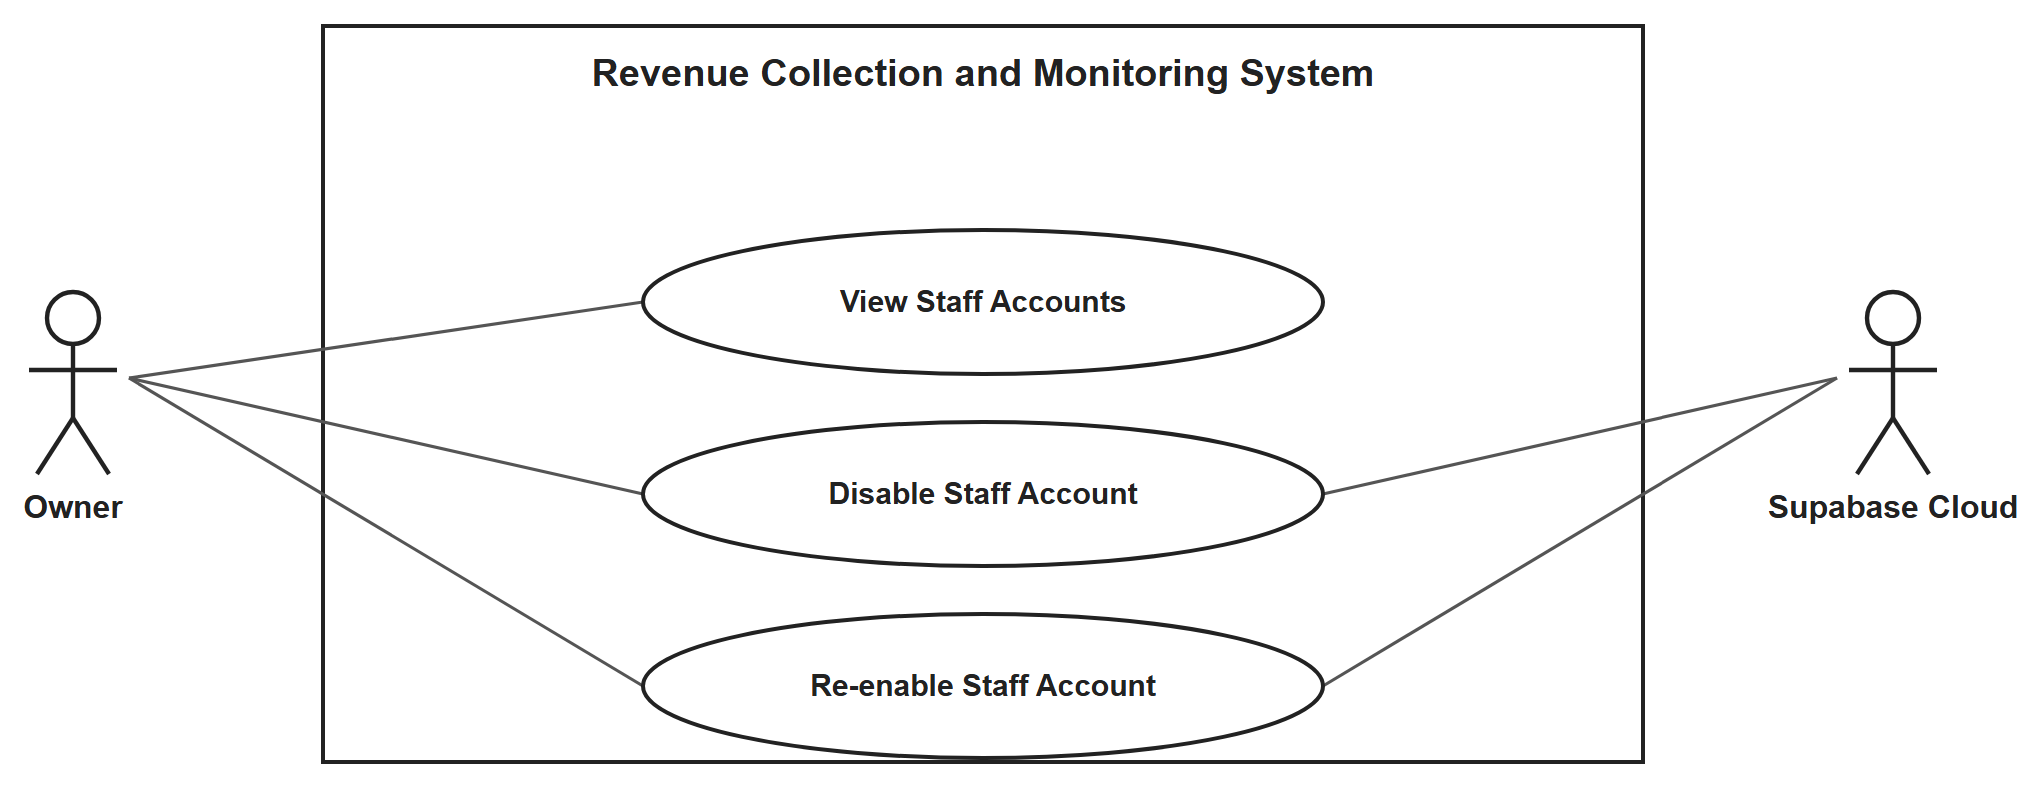 Revenue Collection and Monitoring System
View Staff Accounts
Disable Staff Account
Owner
Supabase Cloud
Re-enable Staff Account